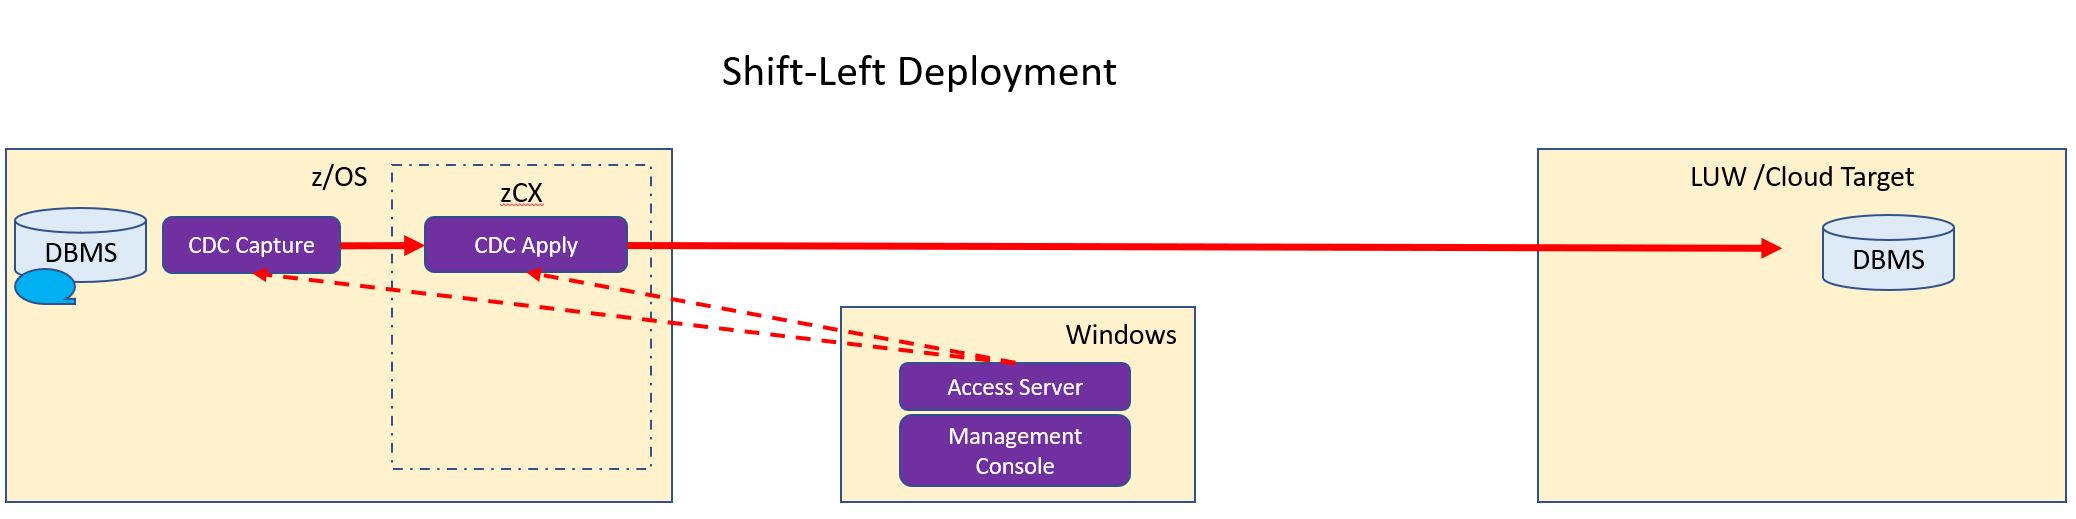 Shift-Left Deployment
z/OS
zCX
DBMS
CDC Capture
CDC Apply
LUW /Cloud Target
DBMS
Windows
Access Server
Management
Console